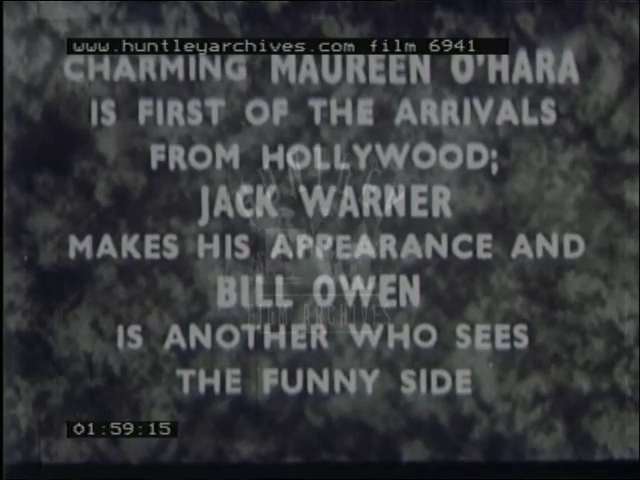 www.huntleyarchives.com film 6941
CHARMING MAUREEN O'HARA
IS FIRST OF THE ARRIVALS
FROM HOLLYWOOD;
JACK WARNER
MAKES HIS APPEARANCE AND
BILL OWEN
IS ANOTHER WHO SEES
THE FUNNY SIDE
01:59:15